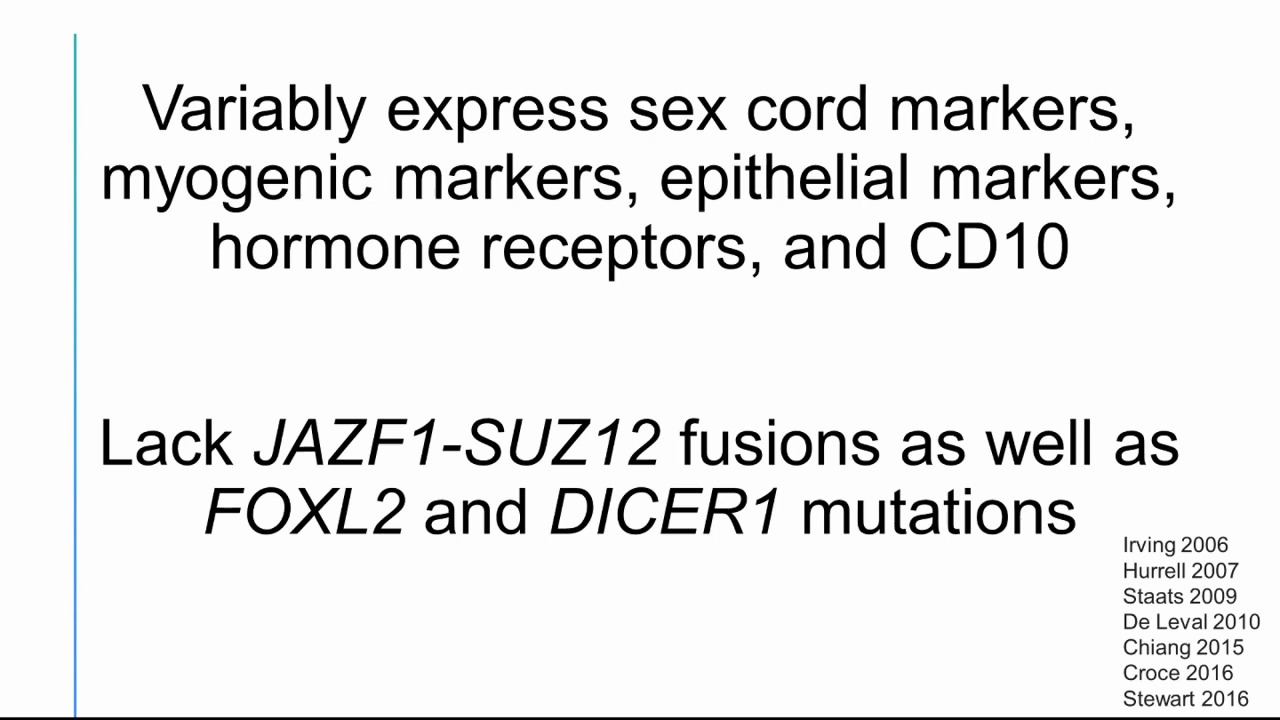 Variably express sex cord markers,
myogenic markers, epithelial markers,
hormone receptors, and CD10
Lack JAZF1-SUZ12 fusions as well as
FOXL2 and DICER1 mutations
Irving 2006
Hurrell 2007
Staats 2009
De Leval 2010
Chiang 2015
Croce 2016
Stewart 2016